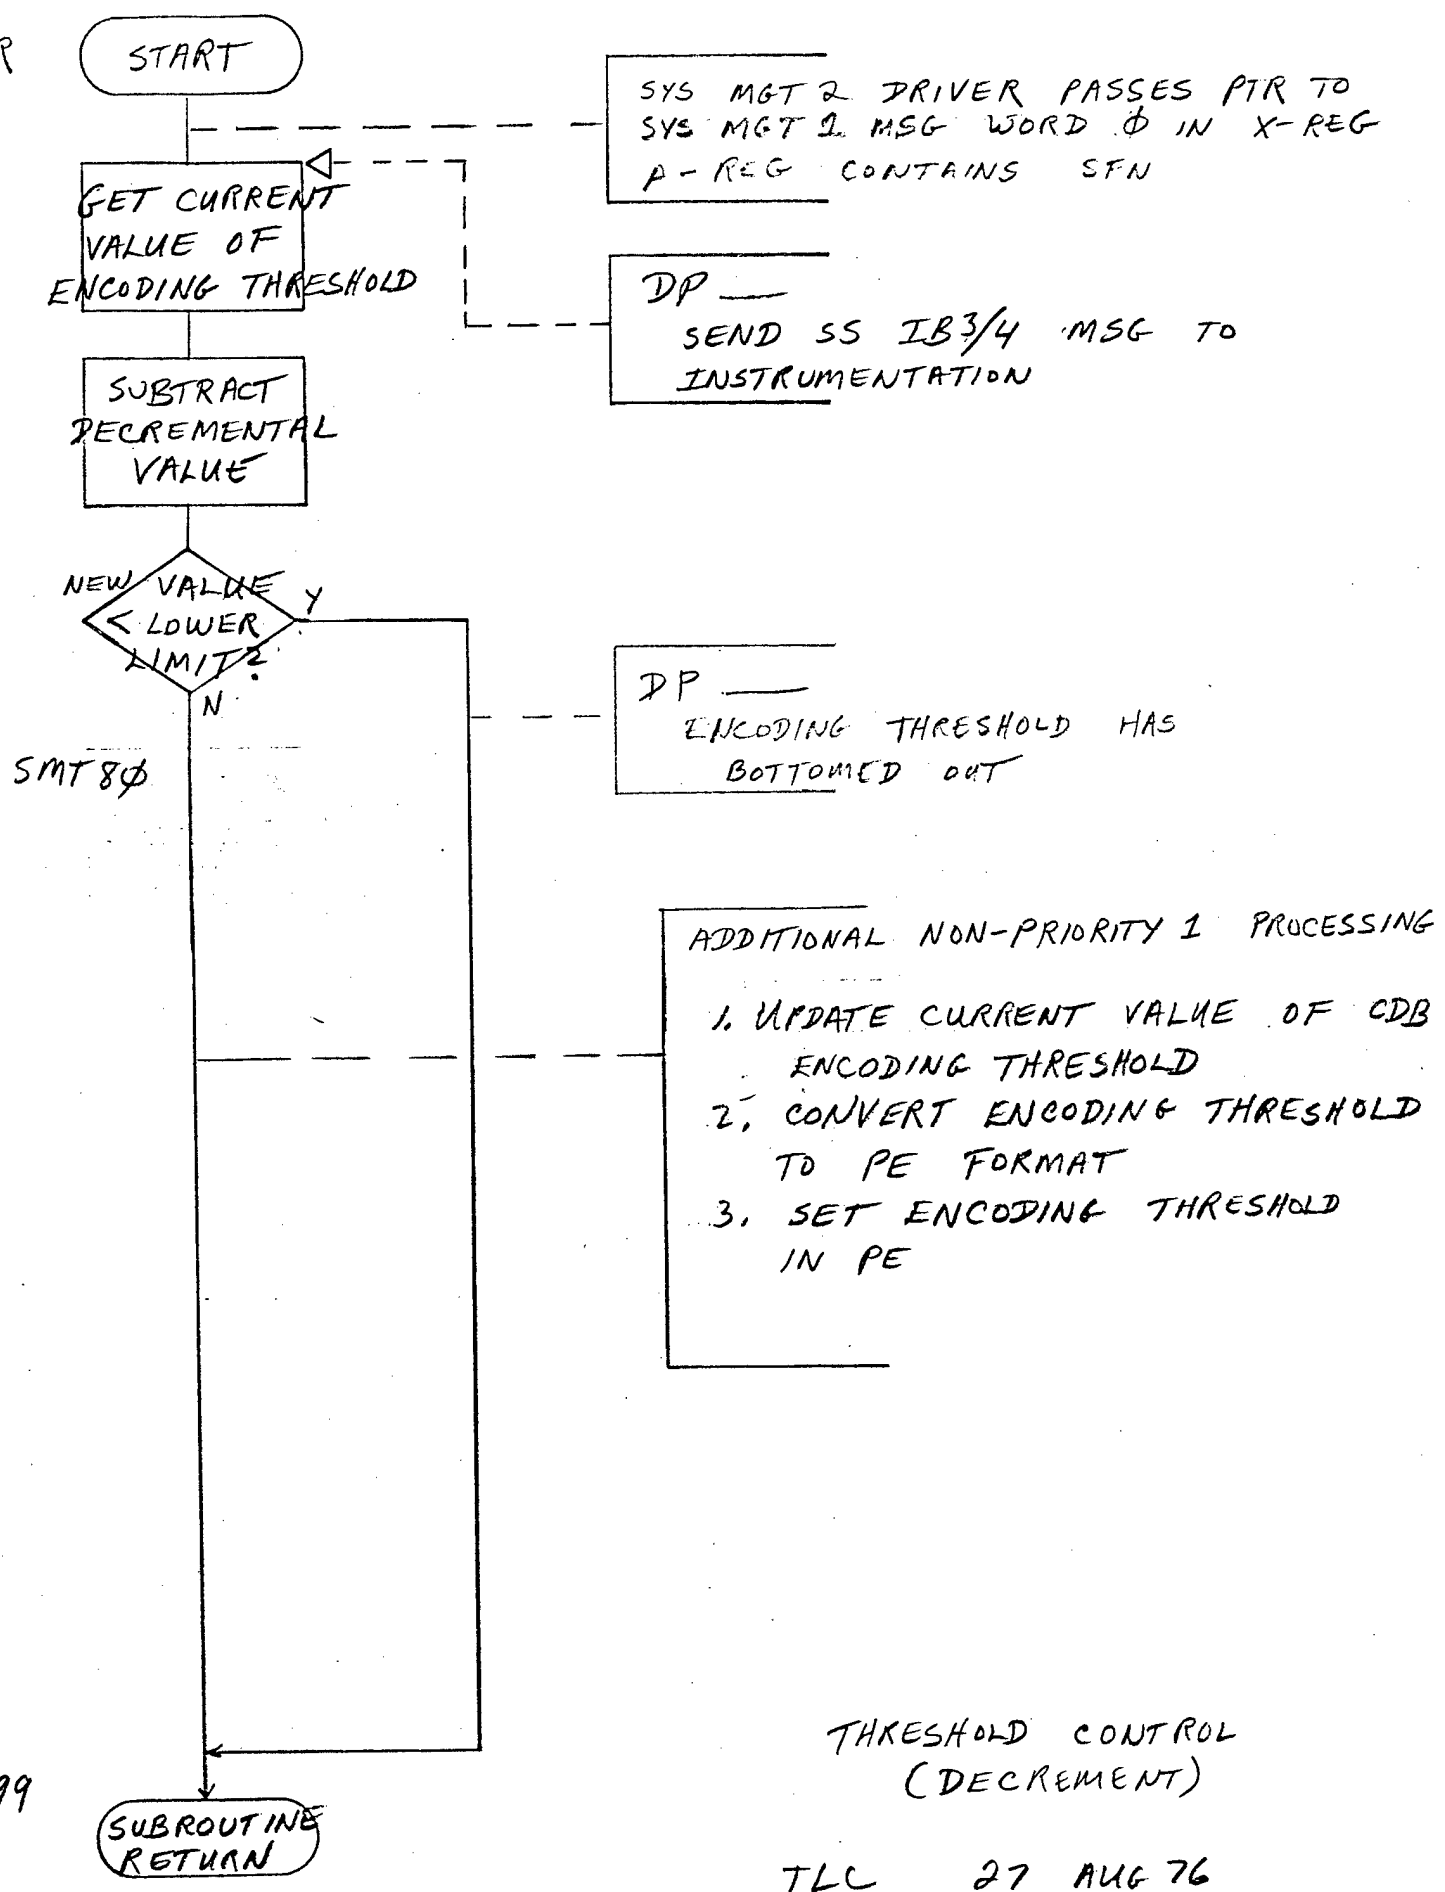 R
START
SYS MGT 2 DRIVER PASSES PTR TO
SYS MGT 1 MSG WORD Ø IN X-REG
A-REG CONTAINS SFN
GET CURRENT
VALUE OF
ENCODING THRESHOLD
DP ___
SEND SS IB3/4 MSG TO
INSTRUMENTATION
SUBTRACT
DECREMENTAL
VALUE
NEW VALUE
< LOWER
LIMIT?
Y
N
DP ___
ENCODING THRESHOLD HAS
BOTTOMED OUT
SMT8Ø
ADDITIONAL NON-PRIORITY 1 PROCESSING
1. UPDATE CURRENT VALUE OF CDB
ENCODING THRESHOLD
2. CONVERT ENCODING THRESHOLD
TO PE FORMAT
3. SET ENCODING THRESHOLD
IN PE
99
SUBROUTINE
RETURN
THRESHOLD CONTROL
(DECREMENT)
TLC 27 AUG 76